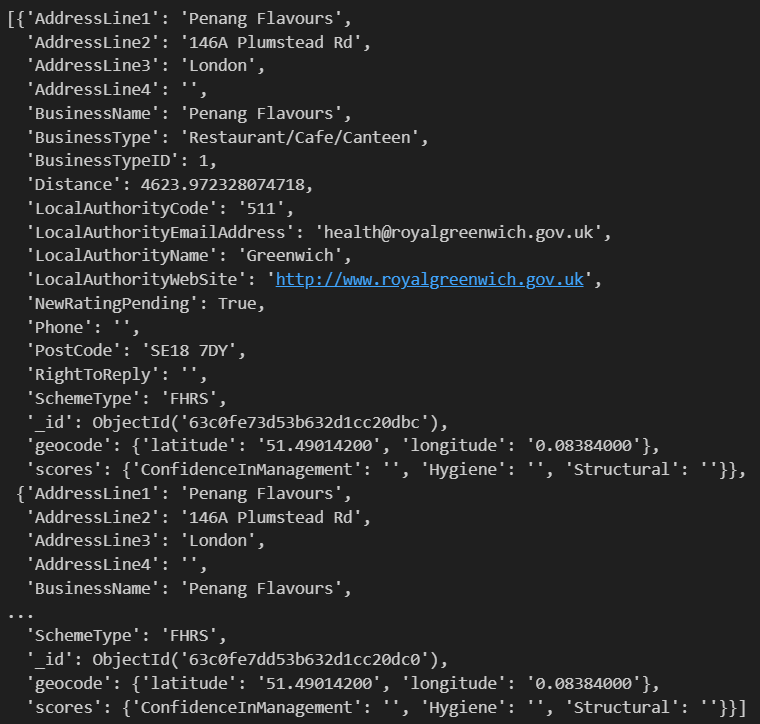 [{'AddressLine1': 'Penang Flavours',
  'AddressLine2': '146A Plumstead Rd',
  'AddressLine3': 'London',
  'AddressLine4': '',
  'BusinessName': 'Penang Flavours',
  'BusinessType': 'Restaurant/Cafe/Canteen',
  'BusinessTypeID': 1,
  'Distance': 4623.972328074718,
  'LocalAuthorityCode': '511',
  'LocalAuthorityEmailAddress': 'health@royalgreenwich.gov.uk',
  'LocalAuthorityName': 'Greenwich',
  'LocalAuthorityWebSite': 'http://www.royalgreenwich.gov.uk',
  'NewRatingPending': True,
  'Phone': '',
  'PostCode': 'SE18 7DY',
  'RightToReply': '',
  'SchemeType': 'FHRS',
  '_id': ObjectId('63c0fe73d53b632d1cc20dbc'),
  'geocode': {'latitude': '51.49014200', 'longitude': '0.08384000'},
  'scores': {'ConfidenceInManagement': '', 'Hygiene': '', 'Structural': ''}},
 {'AddressLine1': 'Penang Flavours',
  'AddressLine2': '146A Plumstead Rd',
  'AddressLine3': 'London',
  'AddressLine4': '',
  'BusinessName': 'Penang Flavours',
...
  'SchemeType': 'FHRS',
  '_id': ObjectId('63c0fe7dd53b632d1cc20dc0'),
  'geocode': {'latitude': '51.49014200', 'longitude': '0.08384000'},
  'scores': {'ConfidenceInManagement': '', 'Hygiene': '', 'Structural': ''}}]